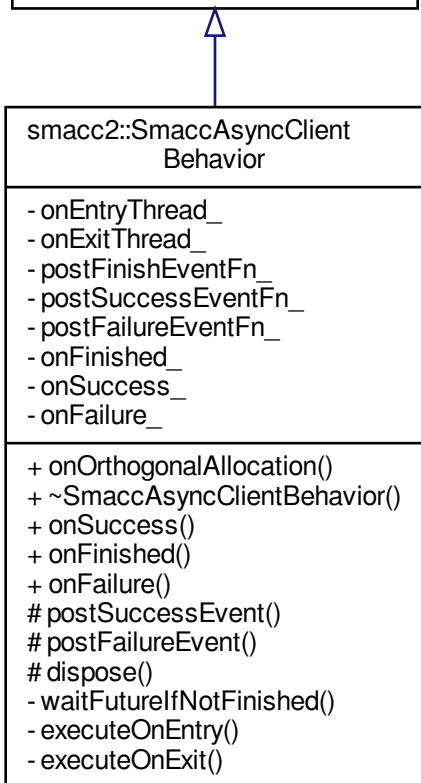 smacc2::SmaccAsyncClient
Behavior
- onEntryThread_
- onExitThread_
- postFinishEventFn_
- postSuccessEventFn_
- postFailureEventFn_
- onFinished_
- onSuccess_
- onFailure_
+ onOrthogonalAllocation()
+ ~SmaccAsyncClientBehavior()
+ onSuccess()
+ onFinished()
+ onFailure()
# postSuccessEvent()
# postFailureEvent()
# dispose()
- waitFutureIfNotFinished()
- executeOnEntry()
- executeOnExit()